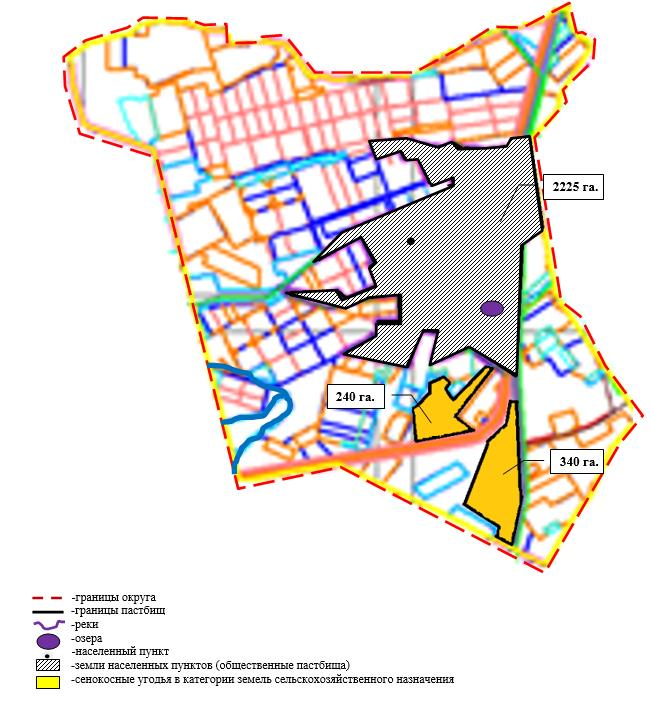 2225 га.
240 га.
340 га.
-границы округа
-границы пастбищ
-реки
-озера
-населенный пункт
-земли населенных пунктов (общественные пастбища)
-сенокосные угодья в категории земель сельскохозяйственного назначения